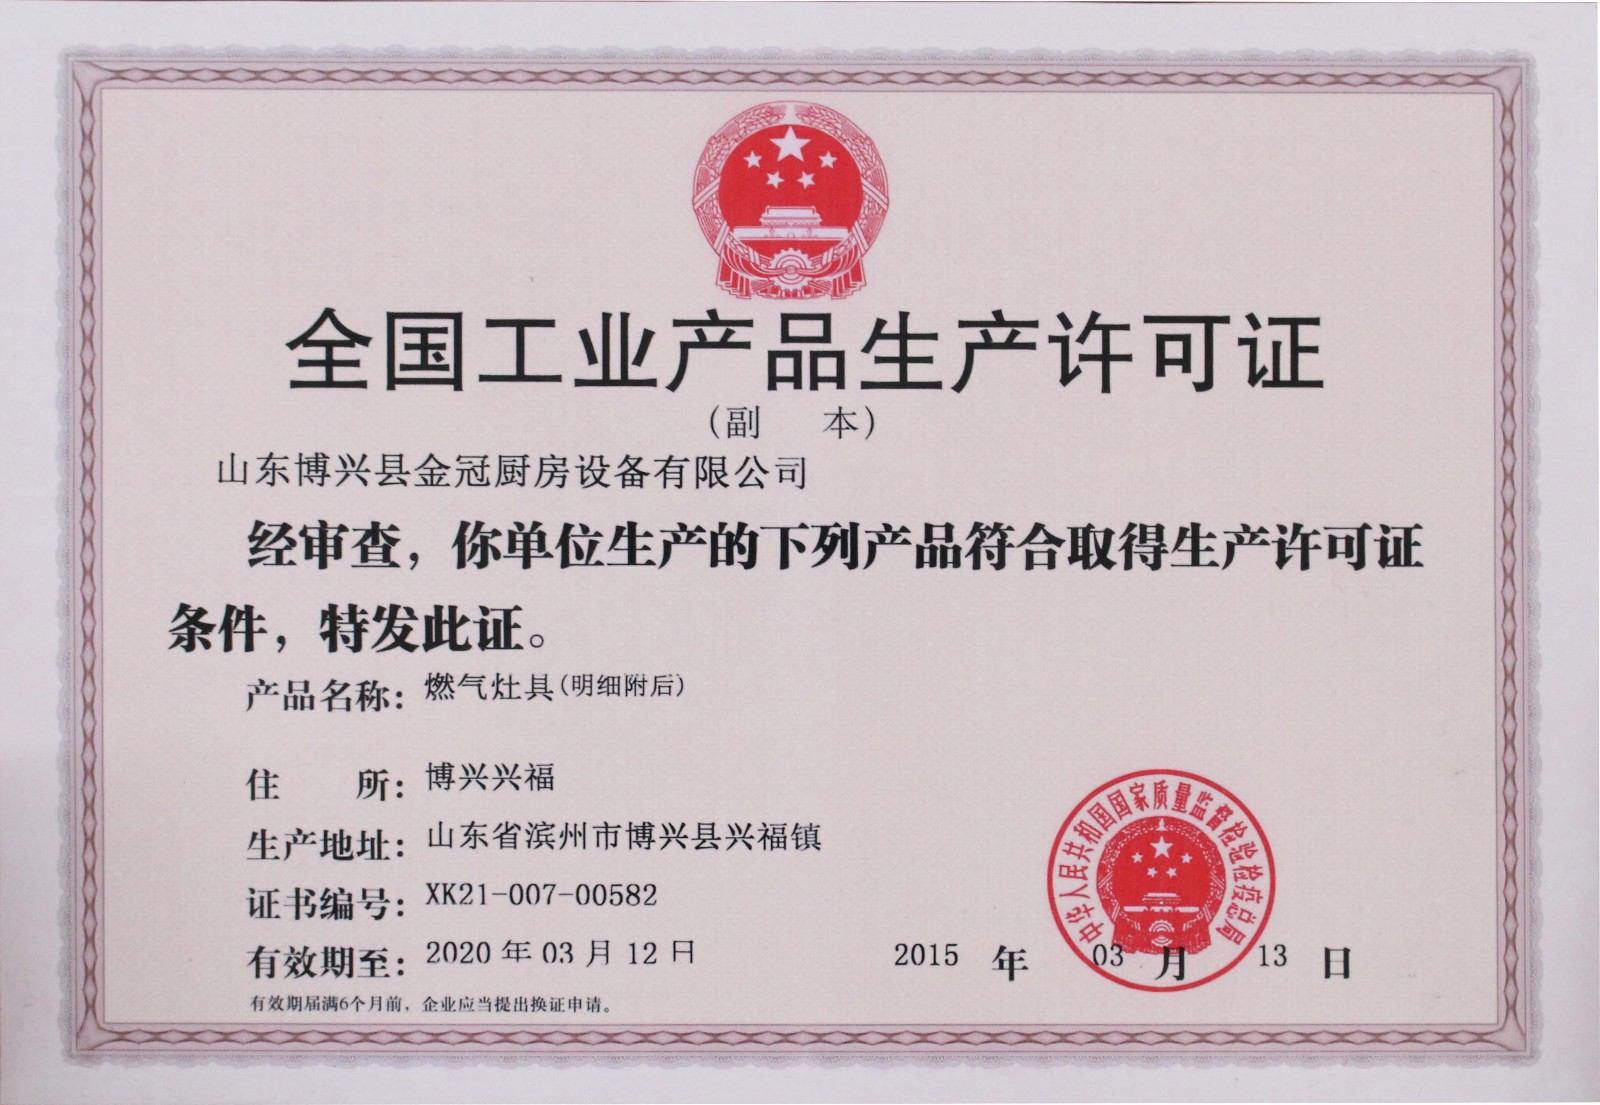 全国工业产品生产许可证
（副 本）
山东博兴县金冠厨房设备有限公司
经审查，你单位生产的下列产品符合取得生产许可证
条件，特发此证。
产品名称：燃气灶具(明细附后)
住 所：博兴兴福
生产地址：山东省滨州市博兴县兴福镇
证书编号：XK21-007-00582
有效期至：2020 年 03 月 12 日
中华人民共和国国家质量监督检验检疫总局
2015 年 03 月 13 日
有效期届满6个月前，企业应当提出换证申请。